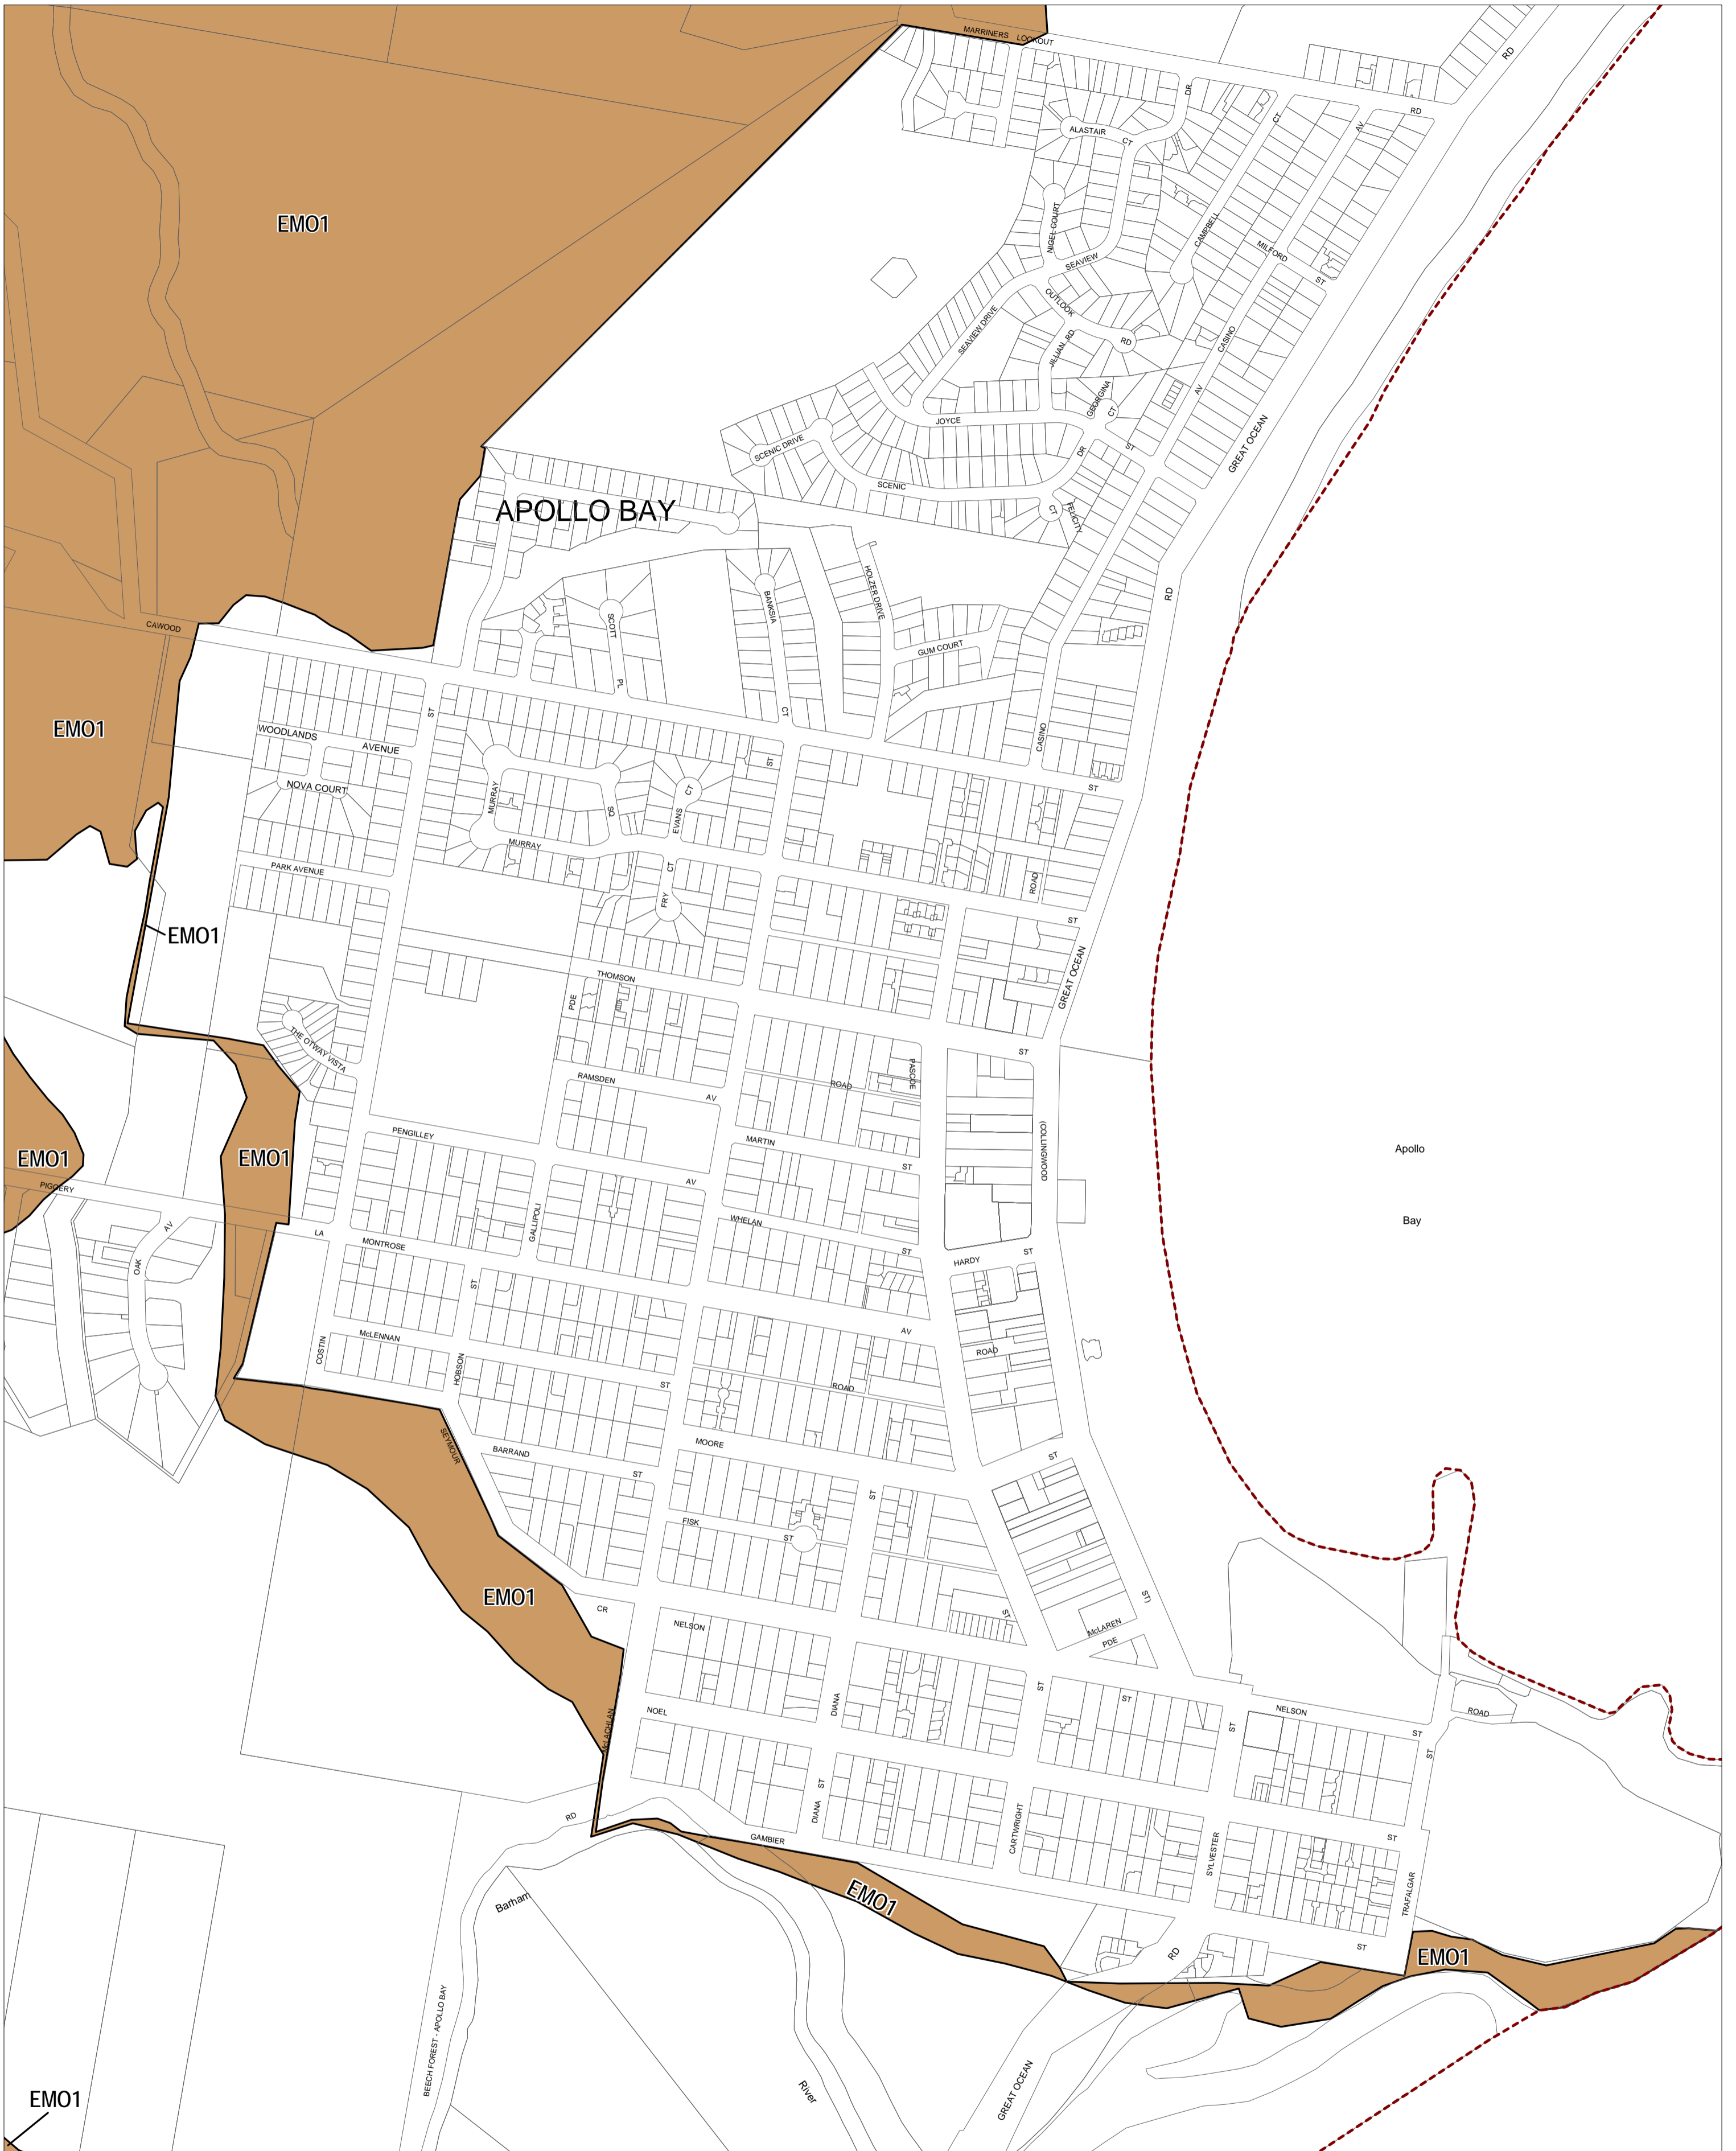 MARRINERS LOOKOUT
RD
DR
RD
ALASTAIR
CT
CT
AV
EMO1
NIGEL COURT
CAMPBELL
MILFORD
ST
SEAVIEW
OUTLOOK
SEAVIEW DRIVE
JILLIAN RD
RD
CASINO
AV
GEORGINA
CT
JOYCE
ST
GREAT OCEAN
SCENIC DRIVE
DR
SCENIC
APOLLO BAY
CT
FELICITY
HOLZER DRIVE
BANKSIA
SCOTT
RD
CAWOOD
GUM COURT
PL
CT
ST
EMO1
WOODLANDS
AVENUE
CASINO
ST
NOVA COURT
CT
ST
MURRAY
SQ
EVANS
MURRAY
PARK AVENUE
CT
ROAD
FRY
ST
EMO1
THOMSON
GREAT OCEAN
PDE
THE OTWAY VISTA
ST
PASCOE
RAMSDEN
ROAD
AV
PENGILLEY
MARTIN
(COLLINGWOOD
Apollo
EMO1
EMO1
ST
PIGGERY
AV
AV
GALLIPOLI
WHELAN
Bay
LA
MONTROSE
ST
ST
HARDY
OAK
ST
McLENNAN
AV
COSTIN
ROAD
HOBSON
ST
ROAD
SEYMOUR
BARRAND
MOORE
ST
ST
ST
FISK
ST
EMO1
ST)
CR
ST
NELSON
McLAREN
PDE
DIANA
ST
ST
NOEL
McLACHLAN
ST
NELSON
ROAD
ST
ST
ST
DIANA
RD
CARTWRIGHT
GAMBIER
ST
SYLVESTER
TRAFALGAR
Barham
EMO1
ST
RD
EMO1
BEECH FOREST - APOLLO BAY
River
GREAT OCEAN
EMO1